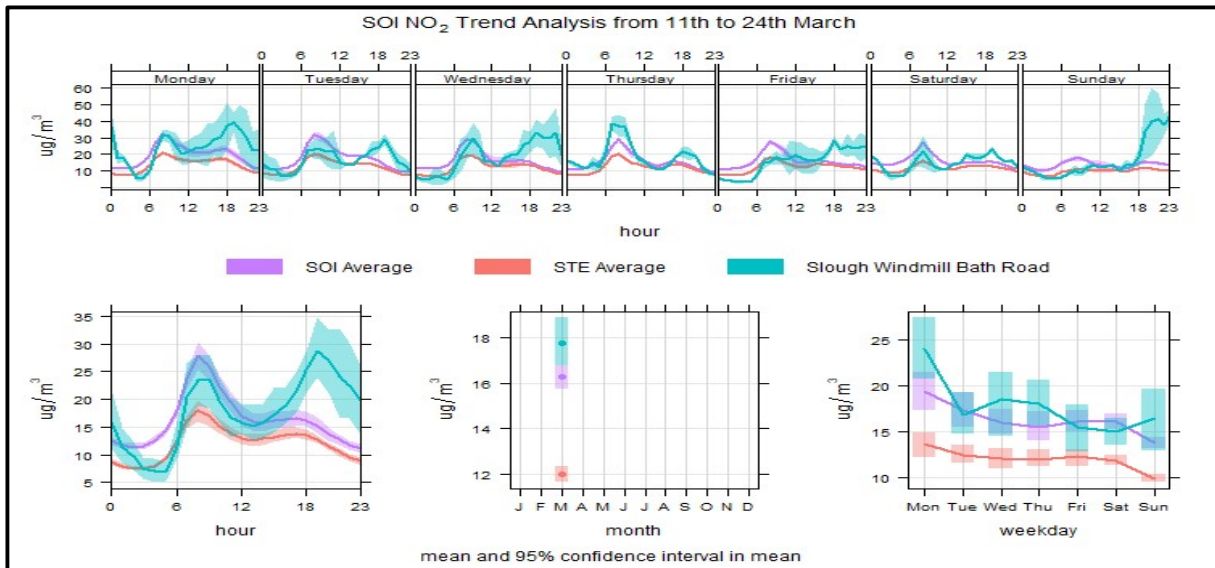 SOI NO2 Trend Analysis from 11th to 24th March
0 6 12 18 23 0 6 12 18 23 0 6 12 18 23
Monday Tuesday Wednesday Thursday Friday Saturday Sunday
60
50
40
30
20
10
ug/m3
0 6 12 18 23 0 6 12 18 23 0 6 12 18 23 0 6 12 18 23
hour
SOI Average STE Average Slough Windmill Bath Road
35
30
25
20
15
10
5
ug/m3
0 6 12 18 23
hour
18
16
14
12
ug/m3
J F M A M J J A S O N D
month
25
20
15
10
ug/m3
Mon Tue Wed Thu Fri Sat Sun
weekday
mean and 95% confidence interval in mean